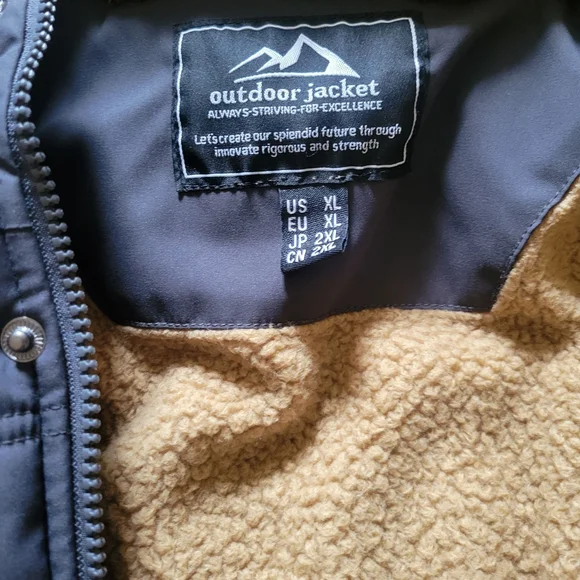 outdoor jacket
ALWAYS-STRIVING-FOR-EXCELLENCE
Let's create our spiendid future through
innovate rigorous and strength
US XL
EU XL
JP 2XL
CN 2XL